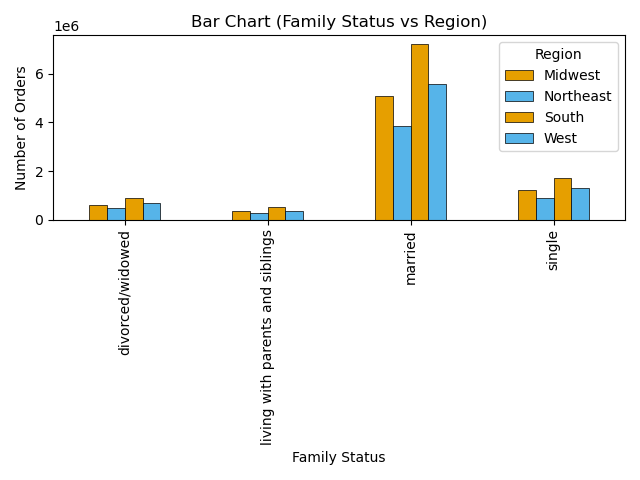 Bar Chart (Family Status vs Region)
1e6
Number of Orders
6
4
2
0
Region
Midwest
Northeast
South
West
divorced/widowed
living with parents and siblings
married
single
Family Status